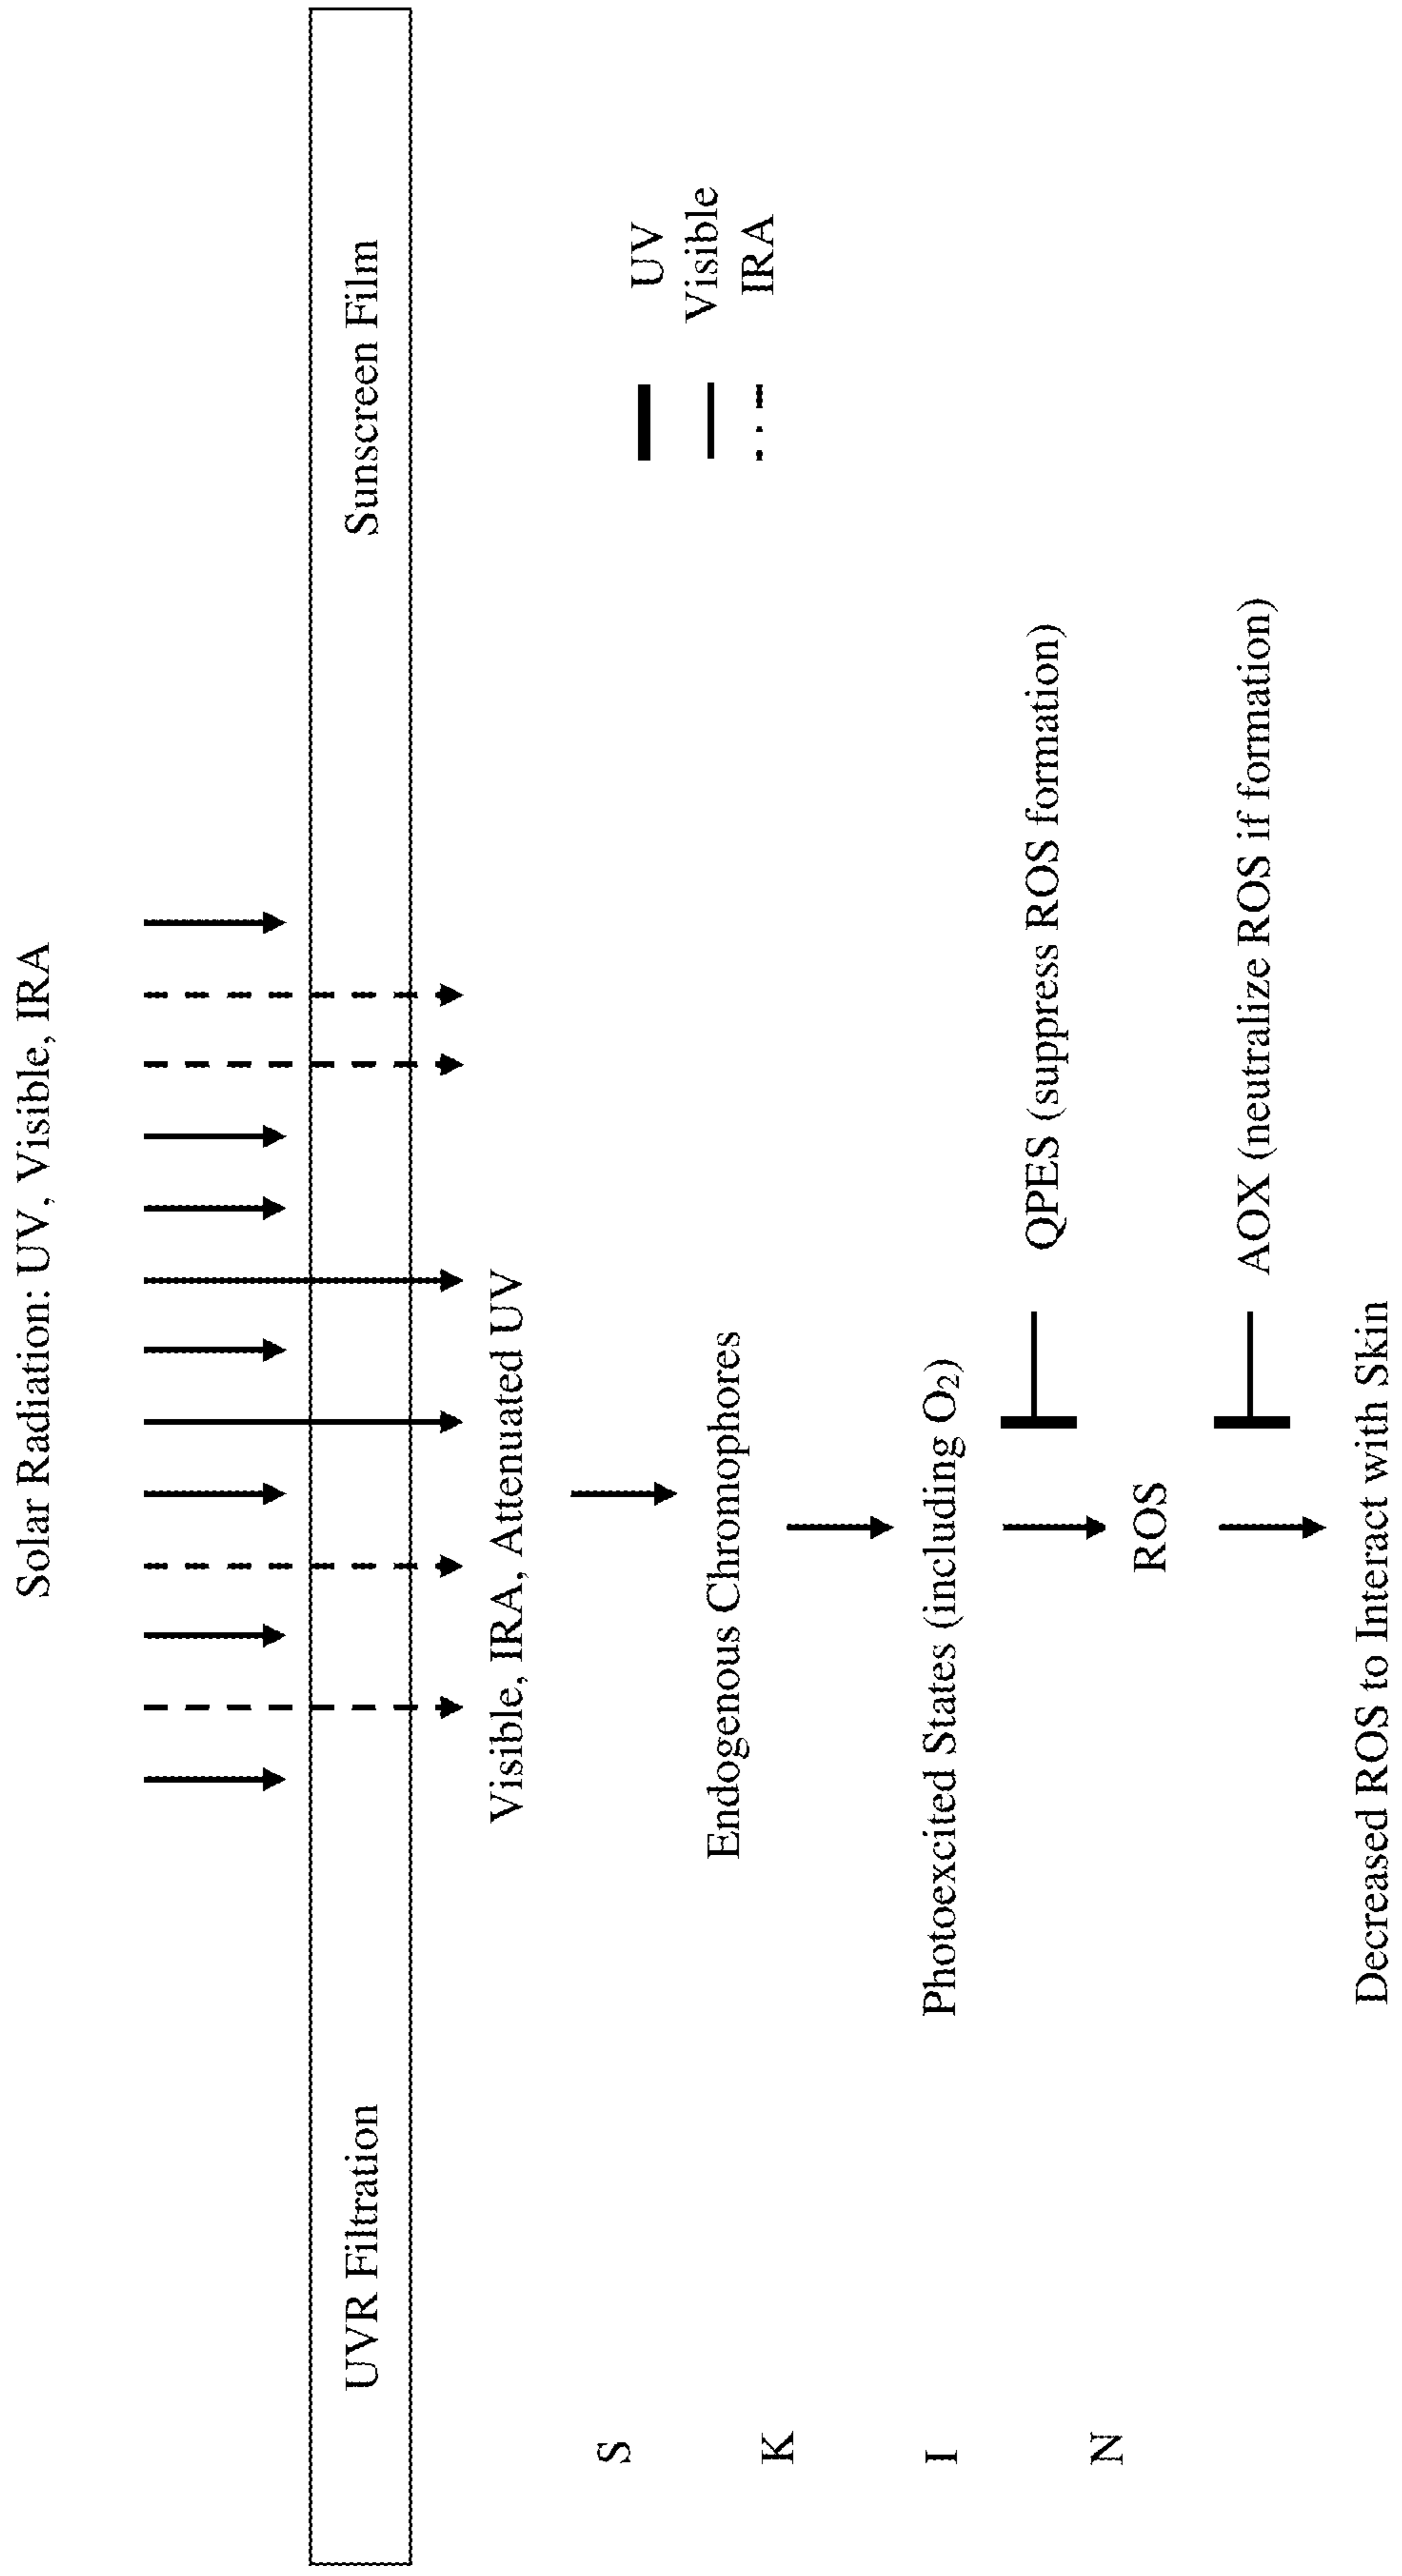 Solar Radiation: UV, Visible, IRA
UVR Filtration
Sunscreen Film
Visible, IRA, Attenuated UV
UV
Visible
IRA
S
K
I
N
Endogenous Chromophores
Photoexcited States (including O₂)
QPES (suppress ROS formation)
ROS
AOX (neutralize ROS if formation)
Decreased ROS to Interact with Skin